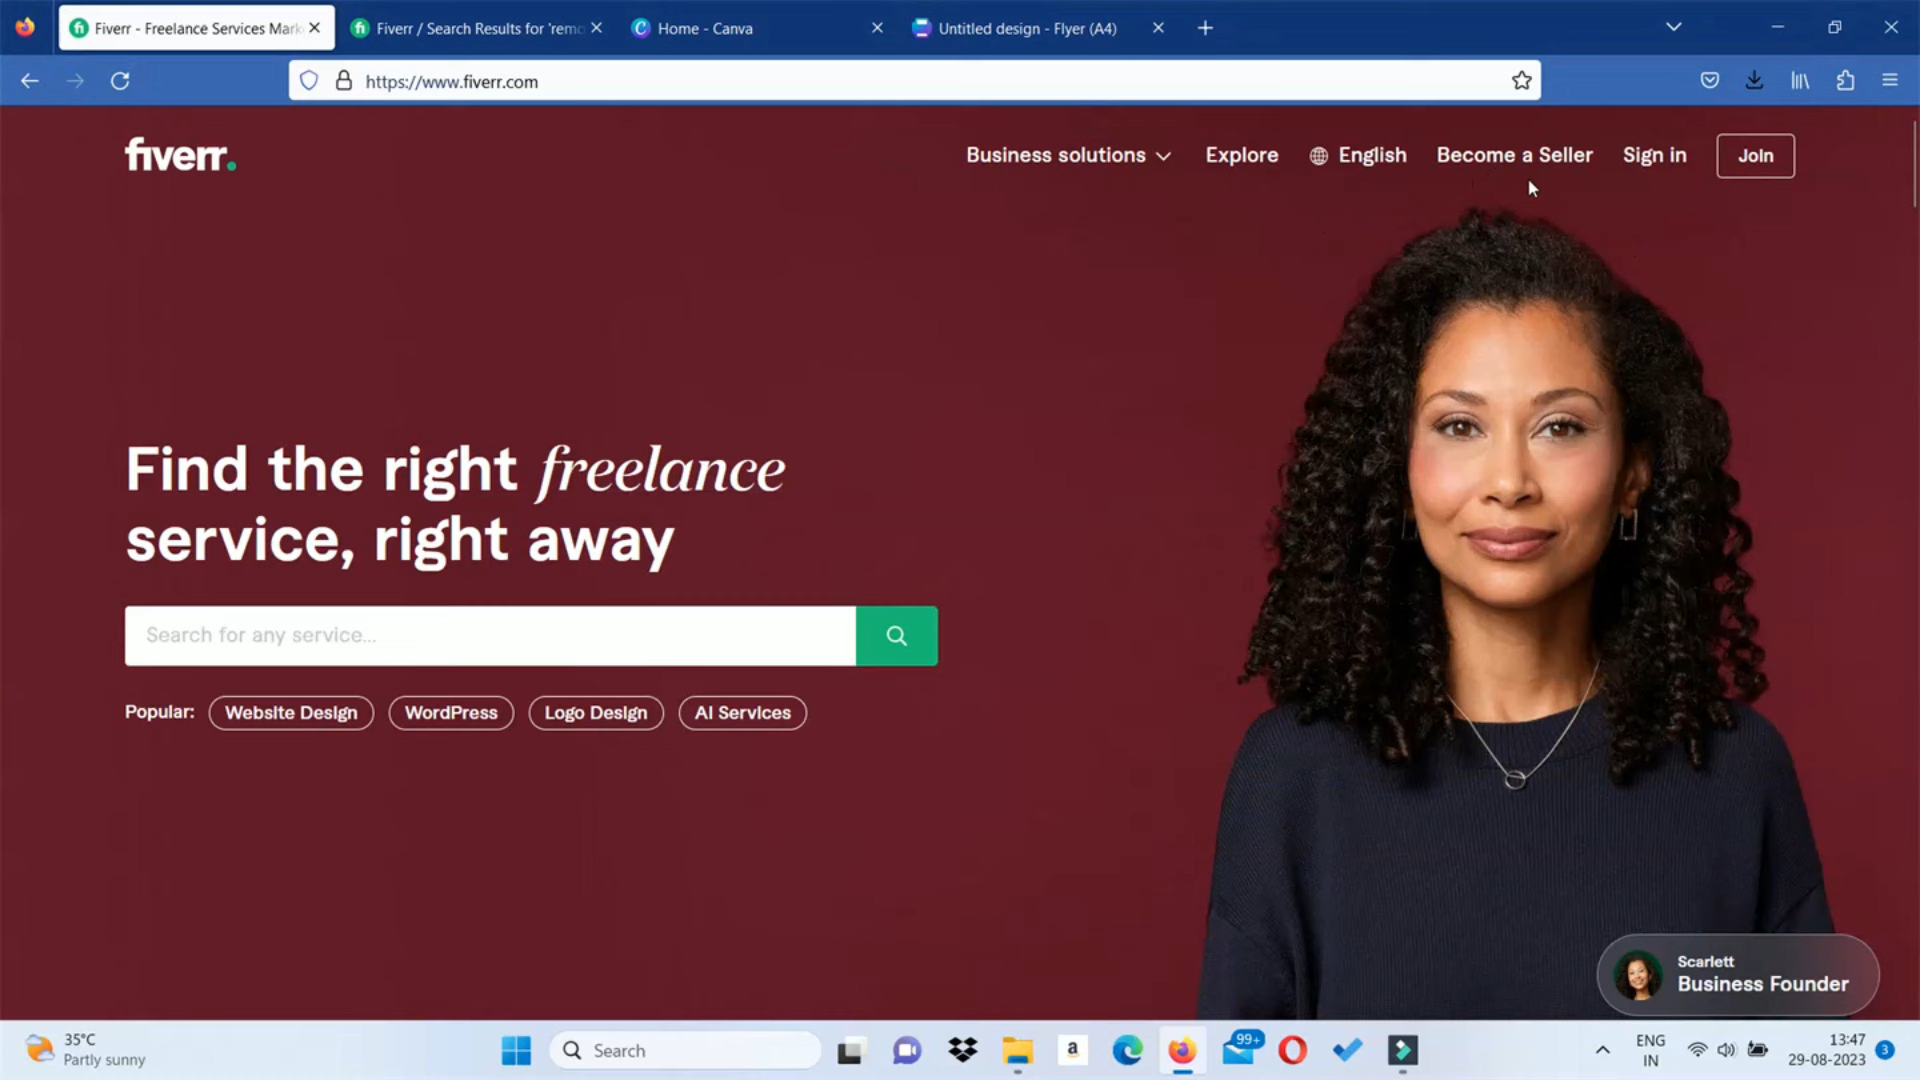 Fiverr - Freelance Services Mark
Fiverr / Search Results for 'remo
Home - Canva
Untitled design - Flyer (A4)
https://www.fiverr.com
fiverr.
Business solutions
Explore
English
Become a Seller
Sign in
Join
Find the right freelance
service, right away
Search for any service...
Popular:
Website Design
WordPress
Logo Design
AI Services
Scarlett
Business Founder
35°C
Partly sunny
Search
a
99+
ENG
IN
13:47
29-08-2023
3